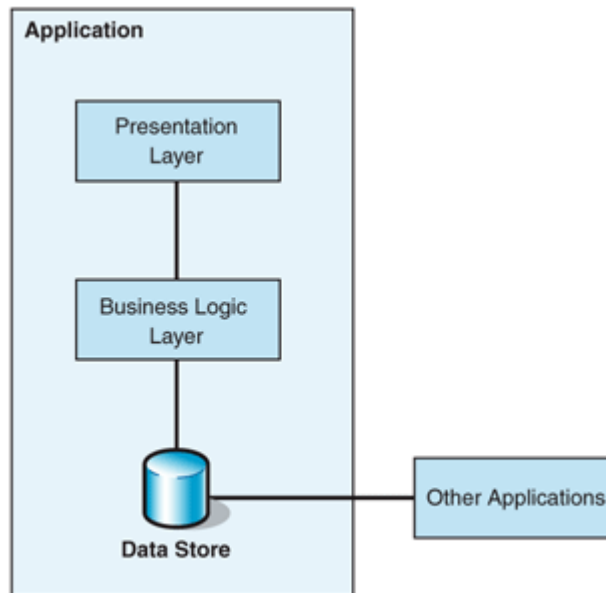 Application
Presentation
Layer
Business Logic
Layer
Data Store
Other Applications